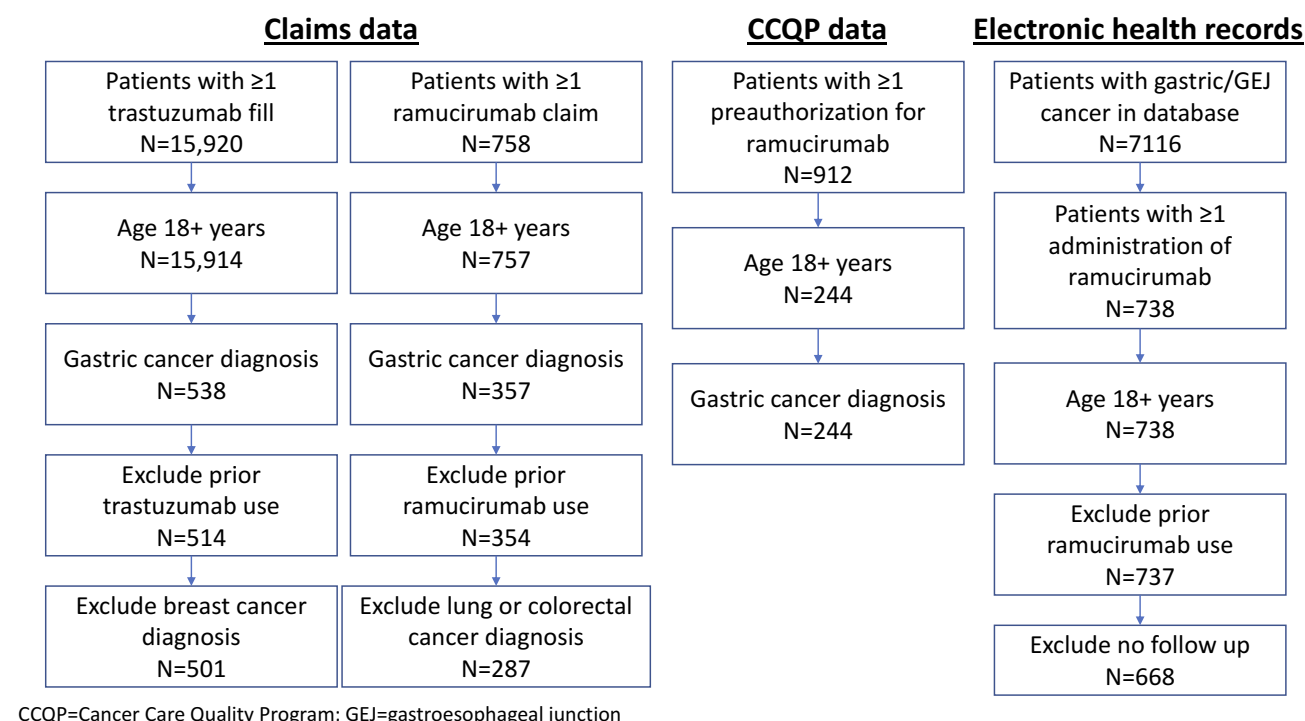 Claims data
Patients with ≥1
trastuzumab fill
N=15,920
Age 18+ years
N=15,914
Gastric cancer diagnosis
N=538
Exclude prior
trastuzumab use
N=514
Exclude breast cancer
diagnosis
N=501
Patients with ≥1
ramucirumab claim
N=758
Age 18+ years
N=757
Gastric cancer diagnosis
N=357
Exclude prior
ramucirumab use
N=354
Exclude lung or colorectal
cancer diagnosis
N=287
CCQP data
Patients with ≥1
preauthorization for
ramucirumab
N=912
Age 18+ years
N=244
Gastric cancer diagnosis
N=244
Electronic health records
Patients with gastric/GEJ
cancer in database
N=7116
Patients with ≥1
administration of
ramucirumab
N=738
Age 18+ years
N=738
Exclude prior
ramucirumab use
N=737
Exclude no follow up
N=668
CCQP=Cancer Care Quality Program; GEJ=gastroesophageal junction